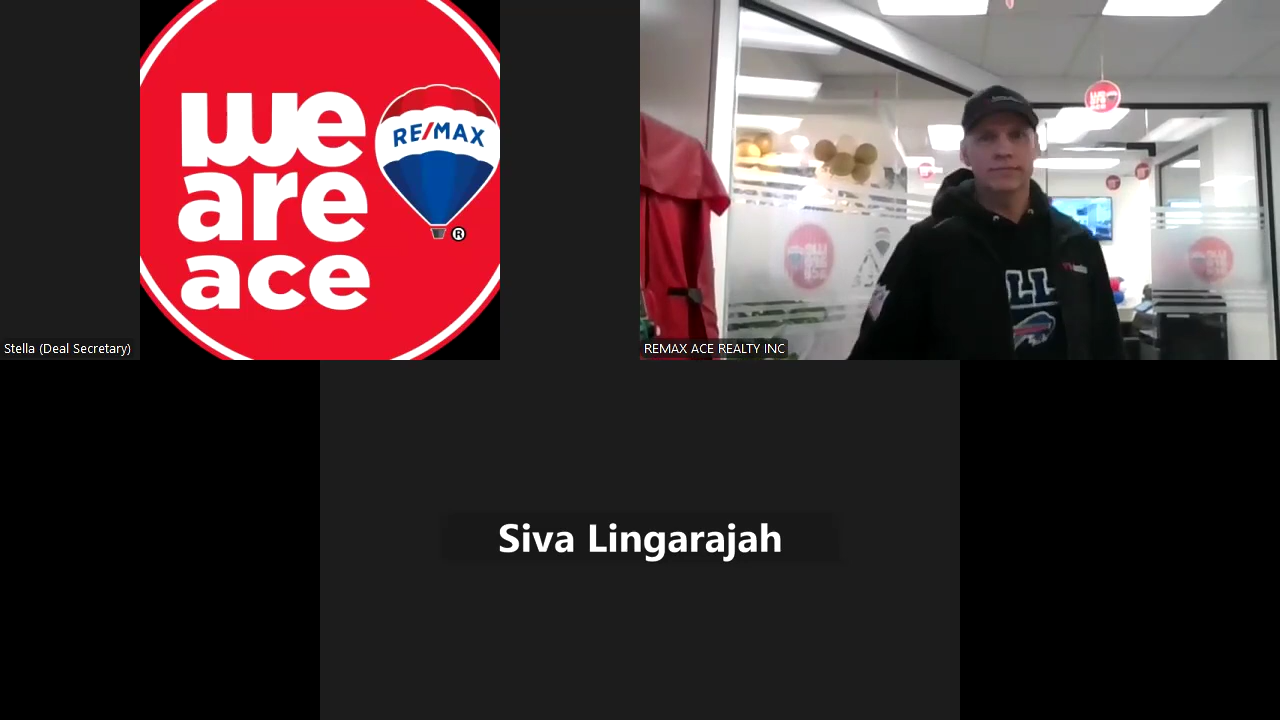 we
are
ace
RE/MAX
®
Stella (Deal Secretary)
REMAX ACE REALTY INC
Siva Lingarajah